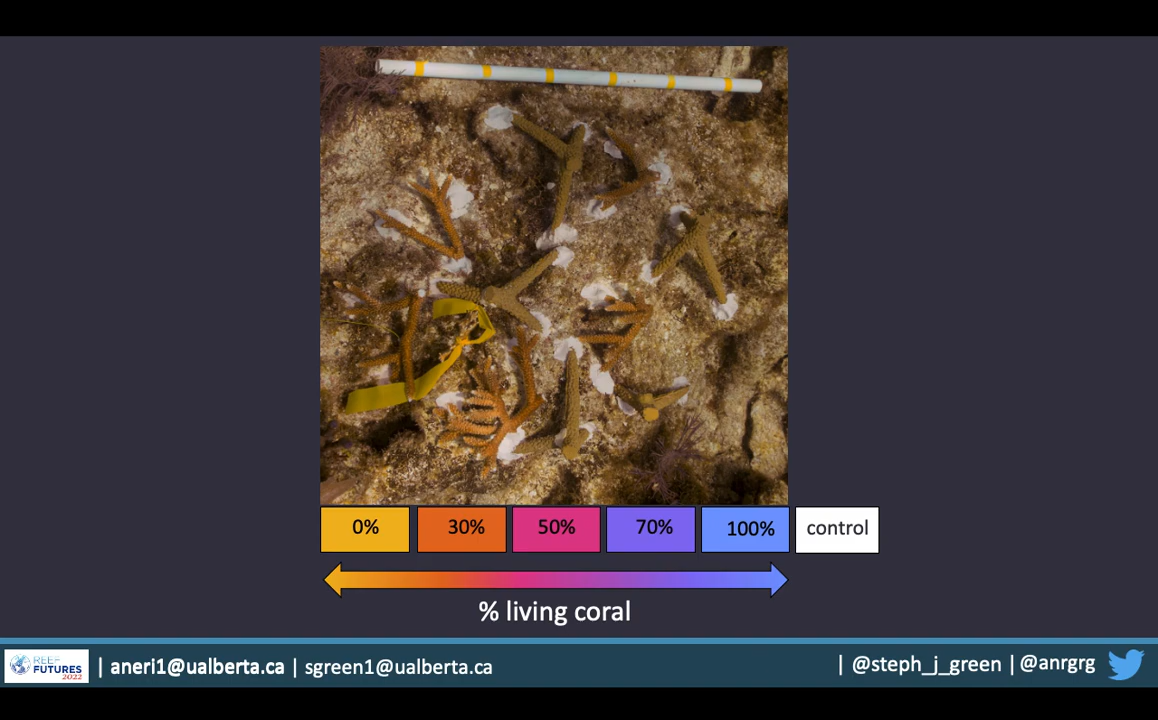 0% 30% 50% 70% 100% control
% living coral
REEF
FUTURES
2022
| aneri1@ualberta.ca | sgreen1@ualberta.ca
| @steph_j_green | @anrgrg